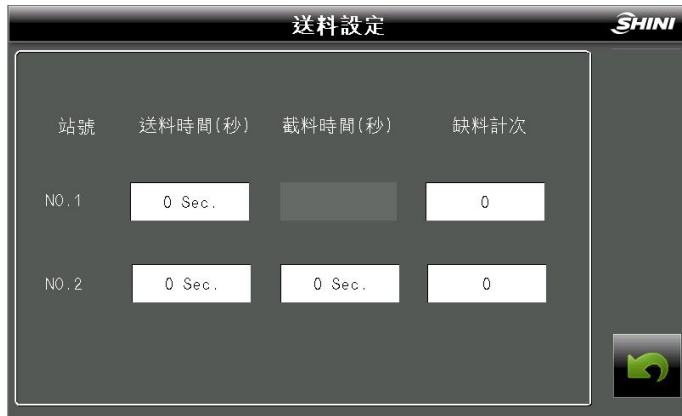 送料設定
SHINI
站號 送料時間(秒) 截料時間(秒) 缺料計次
NO.1 0 Sec. 0
NO.2 0 Sec. 0 Sec. 0